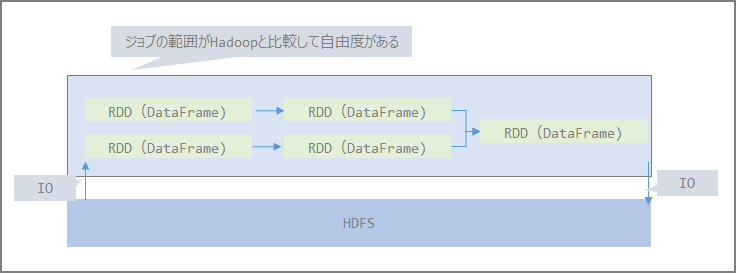 ジョブの範囲がHadoopと比較して自由度がある
RDD（DataFrame)
RDD（DataFrame)
RDD（DataFrame)
RDD（DataFrame)
RDD（DataFrame)
IO
IO
HDFS